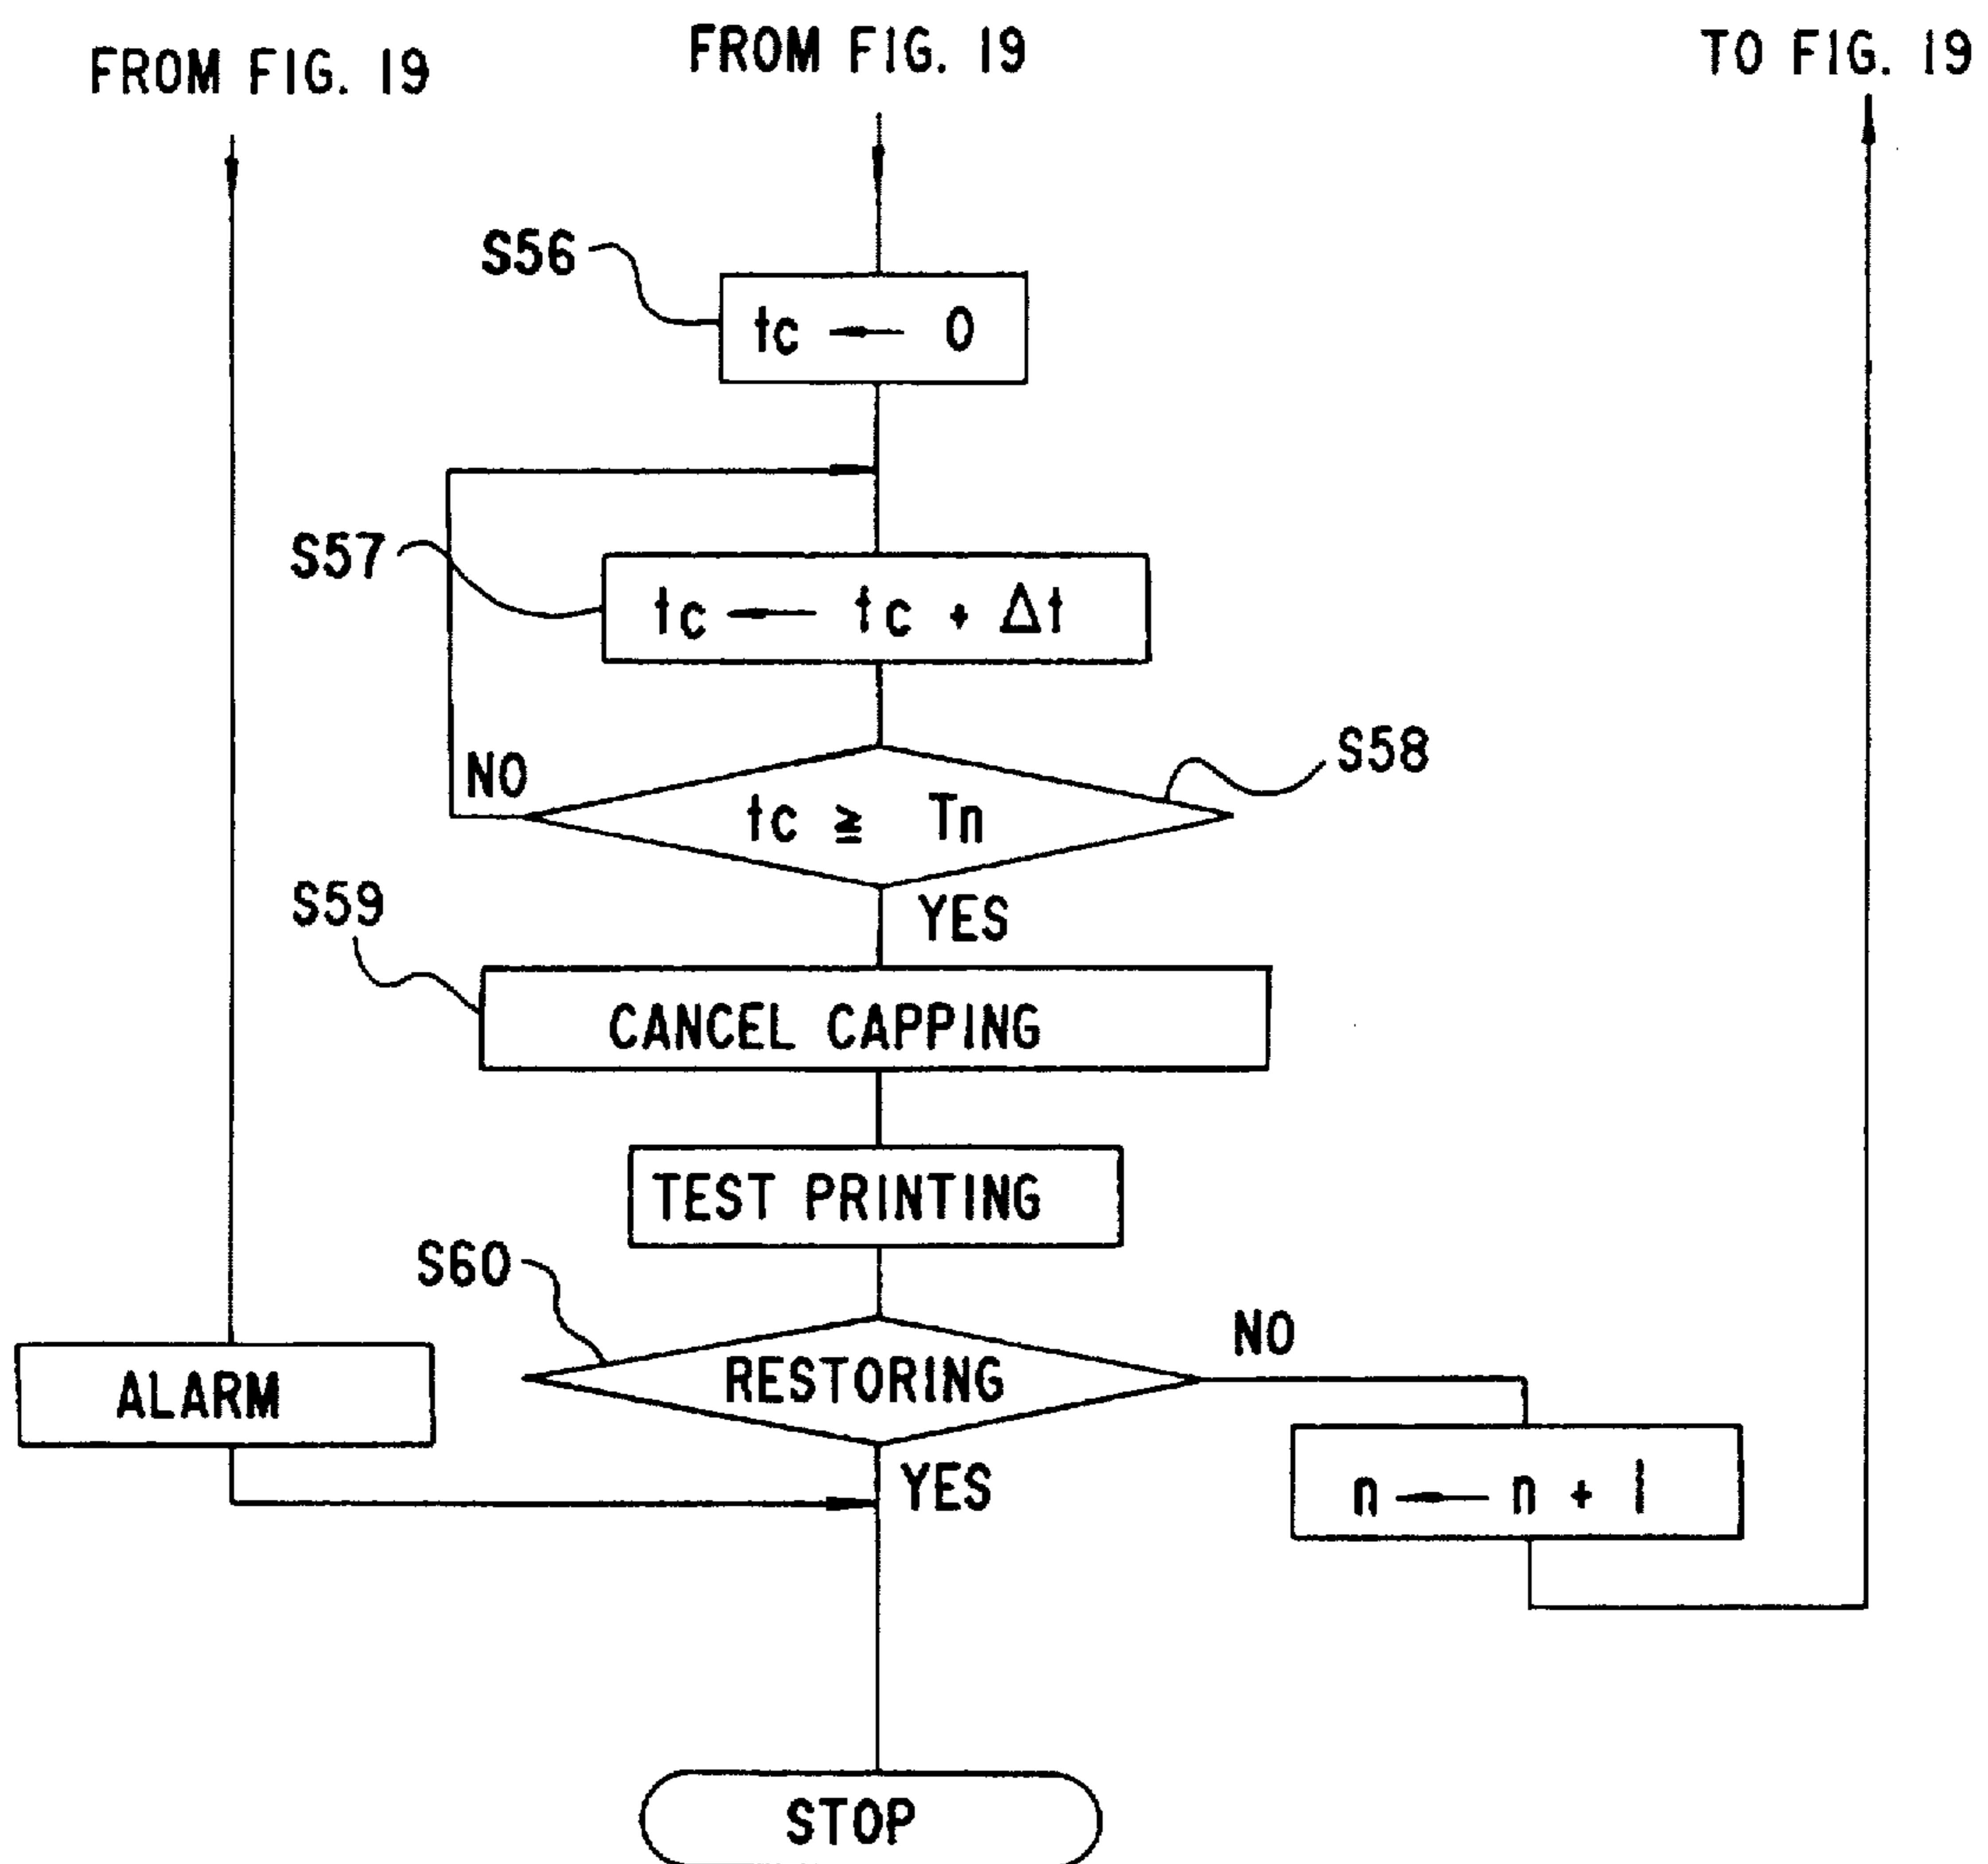 FROM FIG. 19
FROM FIG. 19
TO FIG. 19
S56
tc ← 0
S57
tc ← tc + Δt
NO
tc ≧ Tn
S58
YES
S59
CANCEL CAPPING
TEST PRINTING
S60
RESTORING
NO
ALARM
YES
n ← n + 1
STOP